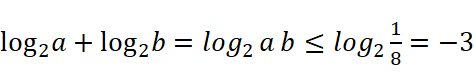 log₂a + log₂b = log₂ a b ≤ log₂ 1/8 = −3